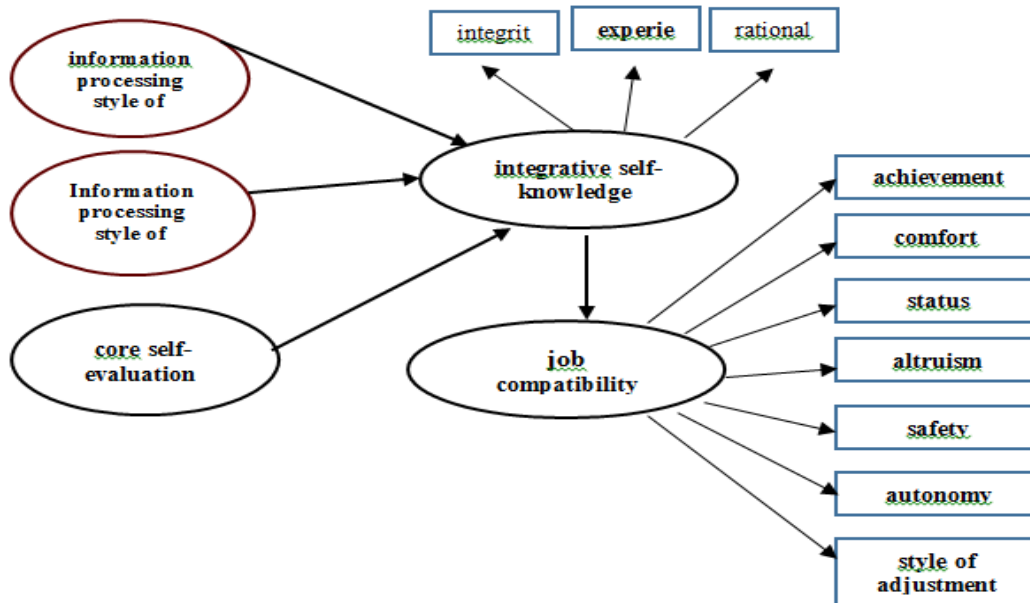 information
processing
style of
integrit
experie
rational
Information
processing
style of
integrative self-
knowledge
core self-
evaluation
job
compatibility
achievement
comfort
status
altruism
safety
autonomy
style of
adjustment